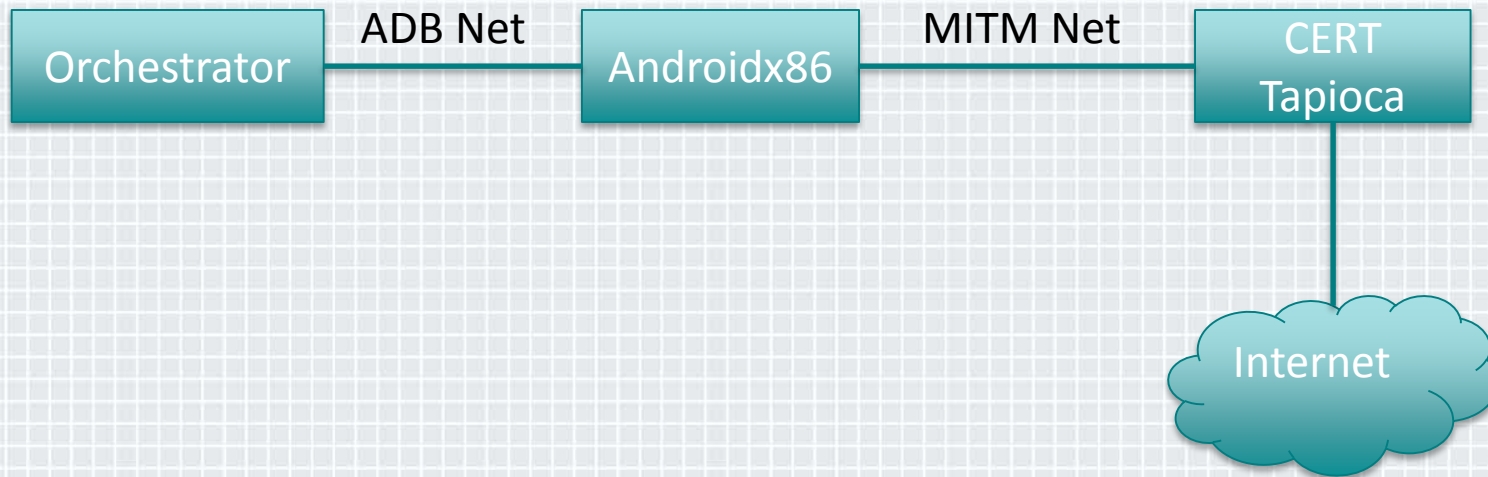 Orchestrator
ADB Net
Androidx86
MITM Net
CERT
Tapioca
Internet